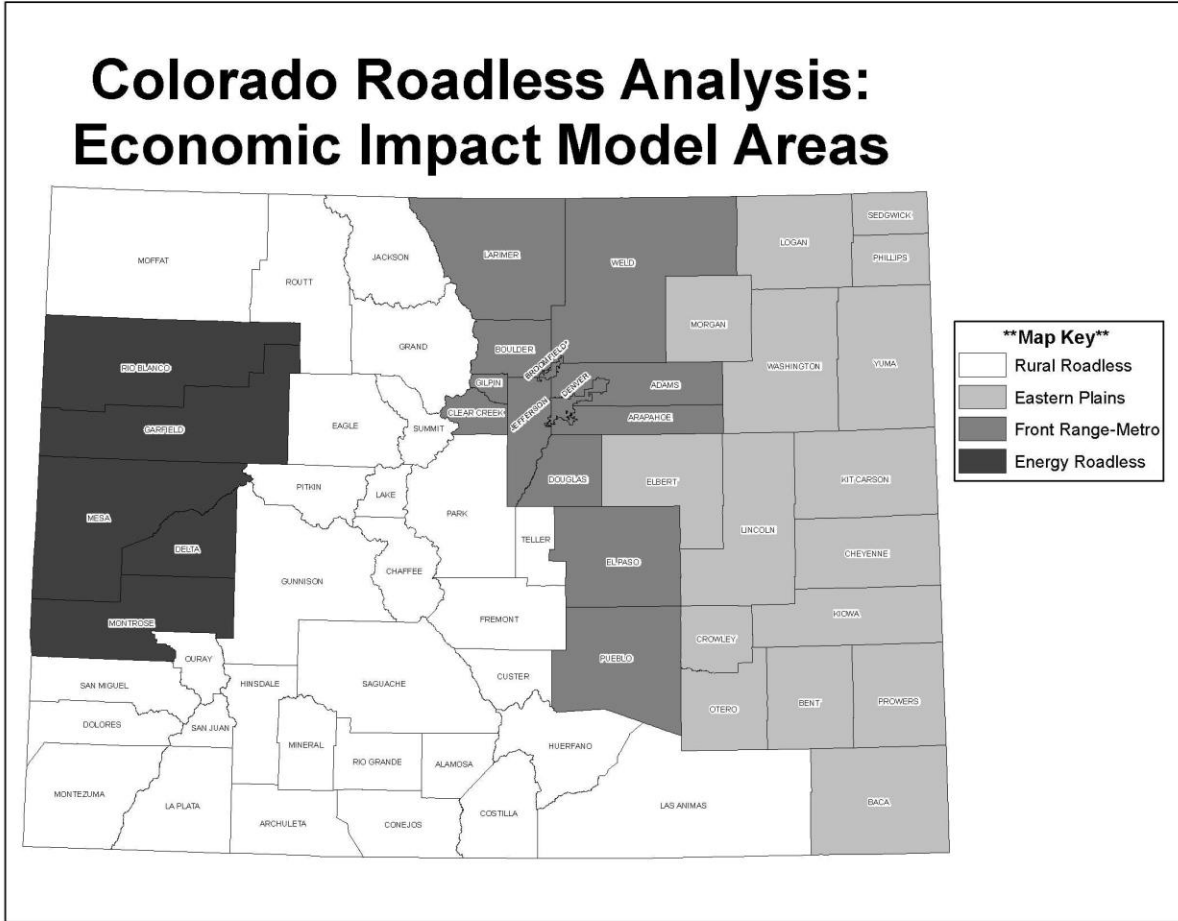 Colorado Roadless Analysis:
Economic Impact Model Areas
SEDGWICK
LOGAN
PHILLIPS
MOFFAT
JACKSON
LARIMER
WELD
ROUTT
MORGAN
GRAND
BOULDER
BROOMFIELD*
RIO BLANCO
WASHINGTON
YUMA
GILPIN
DENVER
ADAMS
CLEAR CREEK
JEFFERSON
ARAPAHOE
GARFIELD
EAGLE
SUMMIT
DOUGLAS
ELBERT
KIT CARSON
PITKIN
LAKE
PARK
MESA
LINCOLN
TELLER
DELTA
CHEYENNE
EL PASO
CHAFFEE
GUNNISON
FREMONT
KIOWA
MONTROSE
CROWLEY
OURAY
PUEBLO
SAN MIGUEL
HINSDALE
SAGUACHE
CUSTER
OTERO
BENT
PROWERS
DOLORES
SAN JUAN
MINERAL
HUERFANO
RIO GRANDE
ALAMOSA
MONTEZUMA
LA PLATA
LAS ANIMAS
BACA
COSTILLA
ARCHULETA
CONEJOS
**Map Key**
Rural Roadless
Eastern Plains
Front Range-Metro
Energy Roadless